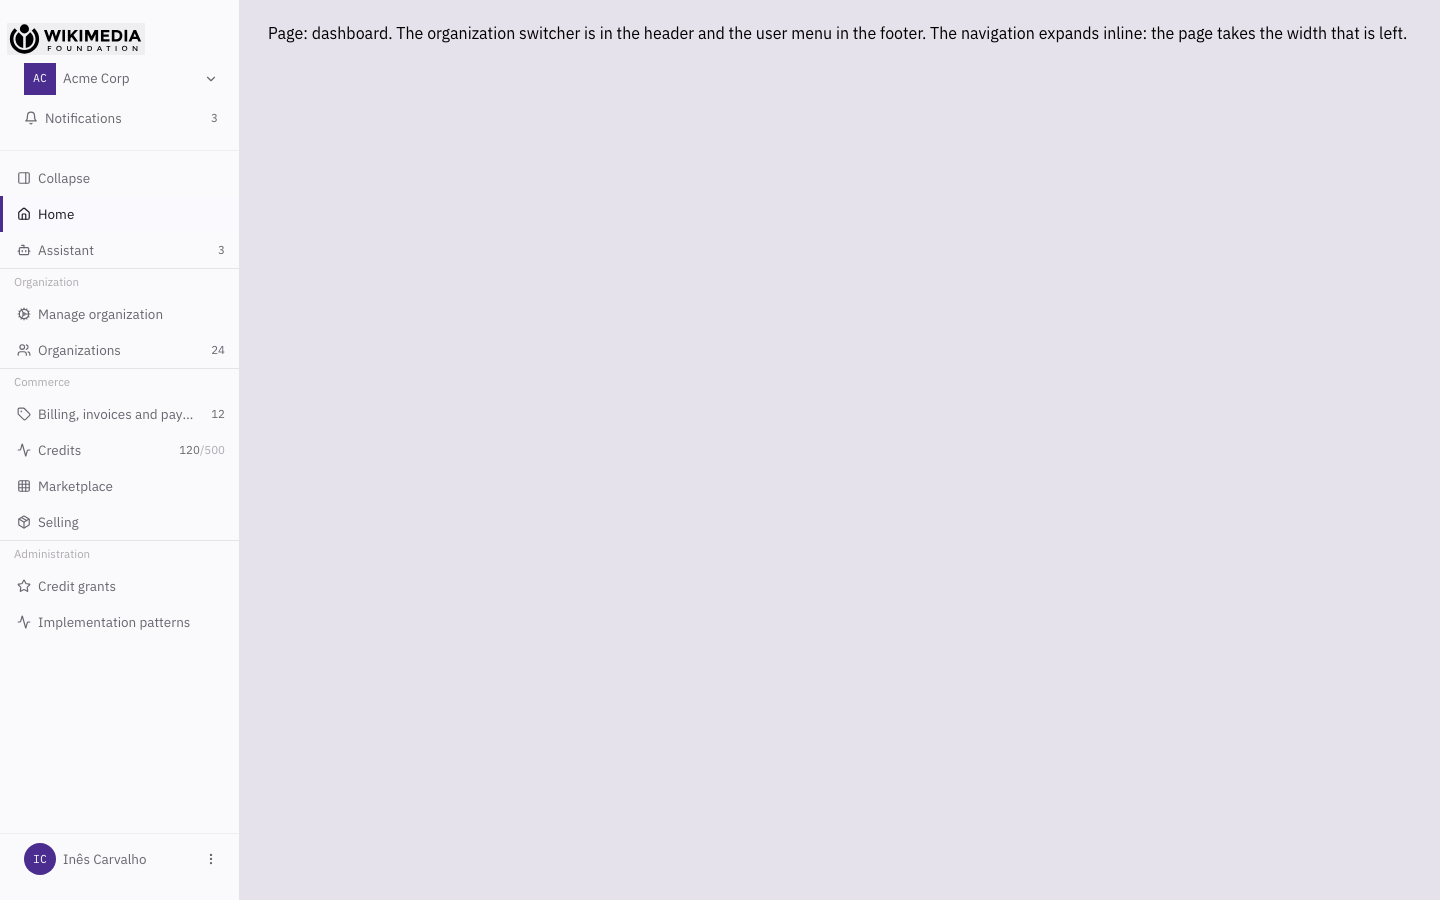 WIKIMEDIA
FOUNDATION
AC Acme Corp
Notifications 3
Collapse
Home
Assistant 3
Organization
Manage organization
Organizations 24
Commerce
Billing, invoices and pay... 12
Credits 120/500
Marketplace
Selling
Administration
Credit grants
Implementation patterns
IC Inês Carvalho
Page: dashboard. The organization switcher is in the header and the user menu in the footer. The navigation expands inline: the page takes the width that is left.